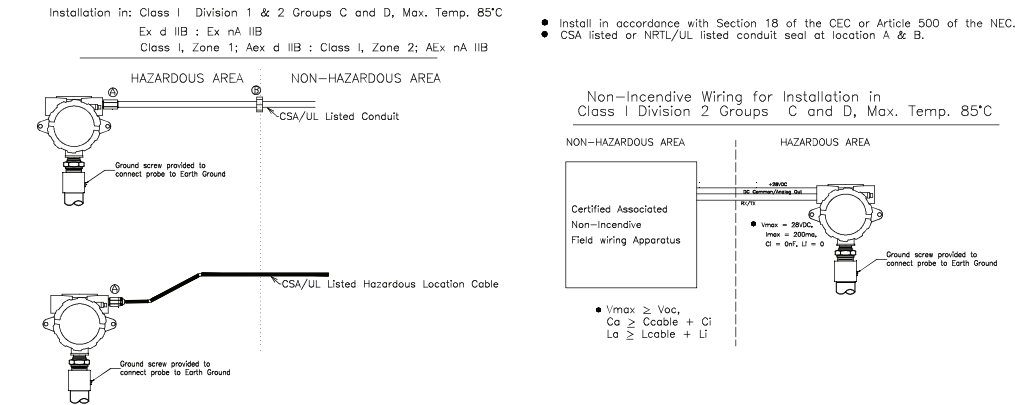 Installation in: Class I Division 1 & 2 Groups C and D, Max. Temp. 85°C
Ex d IIB : Ex nA IIB
Class I, Zone 1; Aex d IIB : Class I, Zone 2; AEx nA IIB
HAZARDOUS AREA
NON-HAZARDOUS AREA
A
B
CSA/UL Listed Conduit
Ground screw provided to
connect probe to Earth Ground
A
CSA/UL Listed Hazardous Location Cable
Ground screw provided to
connect probe to Earth Ground
● Install in accordance with Section 18 of the CEC or Article 500 of the NEC.
● CSA listed or NRTL/UL listed conduit seal at location A & B.
Non-Incendive Wiring for Installation in
Class I Division 2 Groups C and D, Max. Temp. 85°C
NON-HAZARDOUS AREA
HAZARDOUS AREA
+28VDC
DC Common/Analog Out
Rx/Tx
Certified Associated
Non-Incendive
Field wiring Apparatus
● Vmax = 28VDC,
Imax = 200ma,
Ci = 0nF, Li = 0
Ground screw provided to
connect probe to Earth Ground
● Vmax ≥ Voc,
Ca ≥ Ccable + Ci
La ≥ Lcable + Li